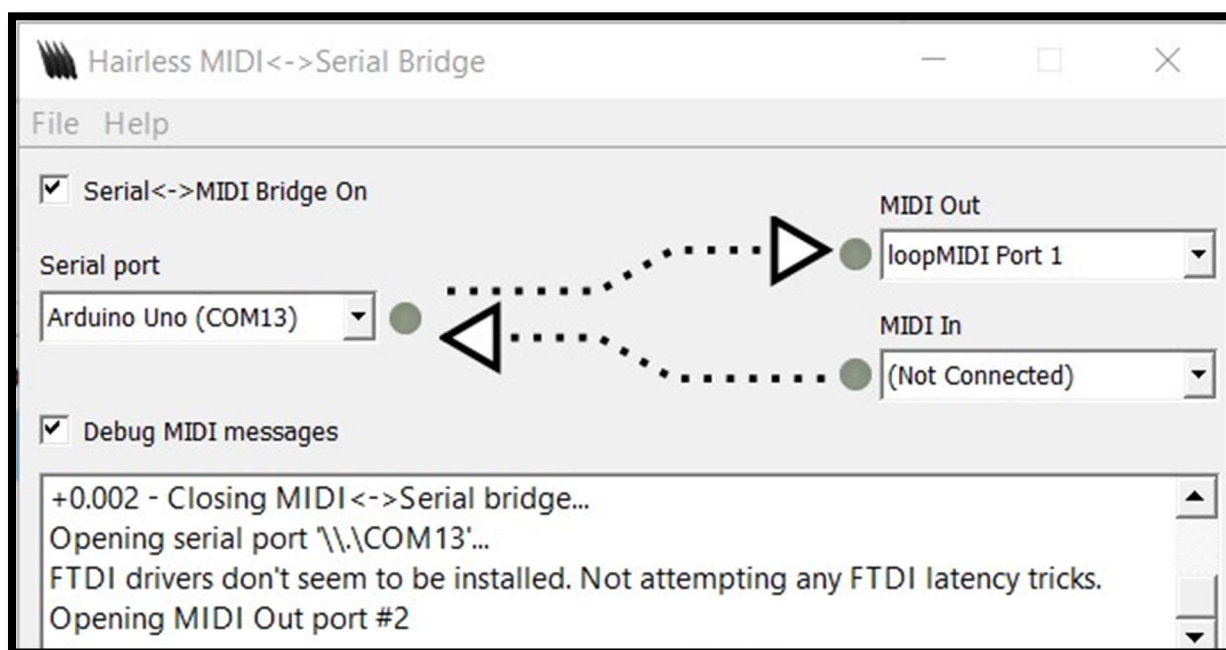 Hairless MIDI<->Serial Bridge
File Help
Serial<->MIDI Bridge On
MIDI Out
loopMIDI Port 1
Serial port
Arduino Uno (COM13)
MIDI In
(Not Connected)
Debug MIDI messages
+0.002 - Closing MIDI<->Serial bridge...
Opening serial port '\\.\COM13'...
FTDI drivers don't seem to be installed. Not attempting any FTDI latency tricks.
Opening MIDI Out port #2